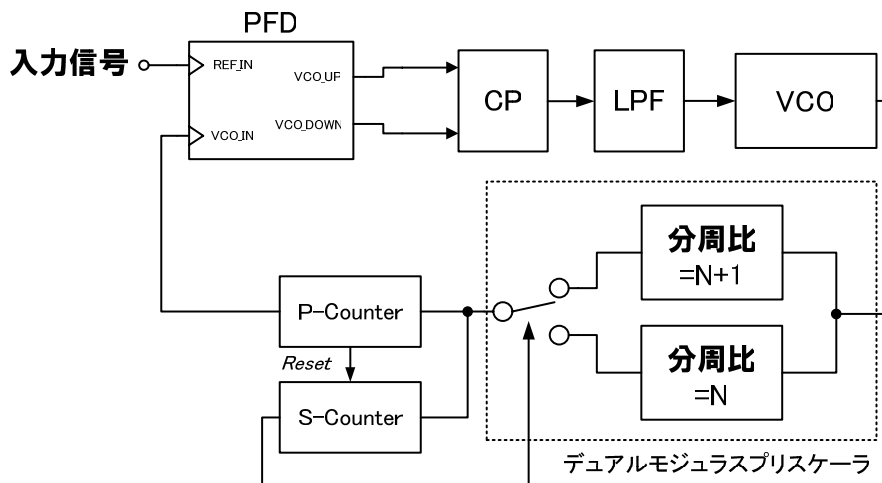 PFD
入力信号
REF_IN
VCO_UP
VCO_IN
VCO_DOWN
CP
LPF
VCO
分周比
=N+1
P-Counter
Reset
分周比
=N
S-Counter
デュアルモジュラスプリスケーラ